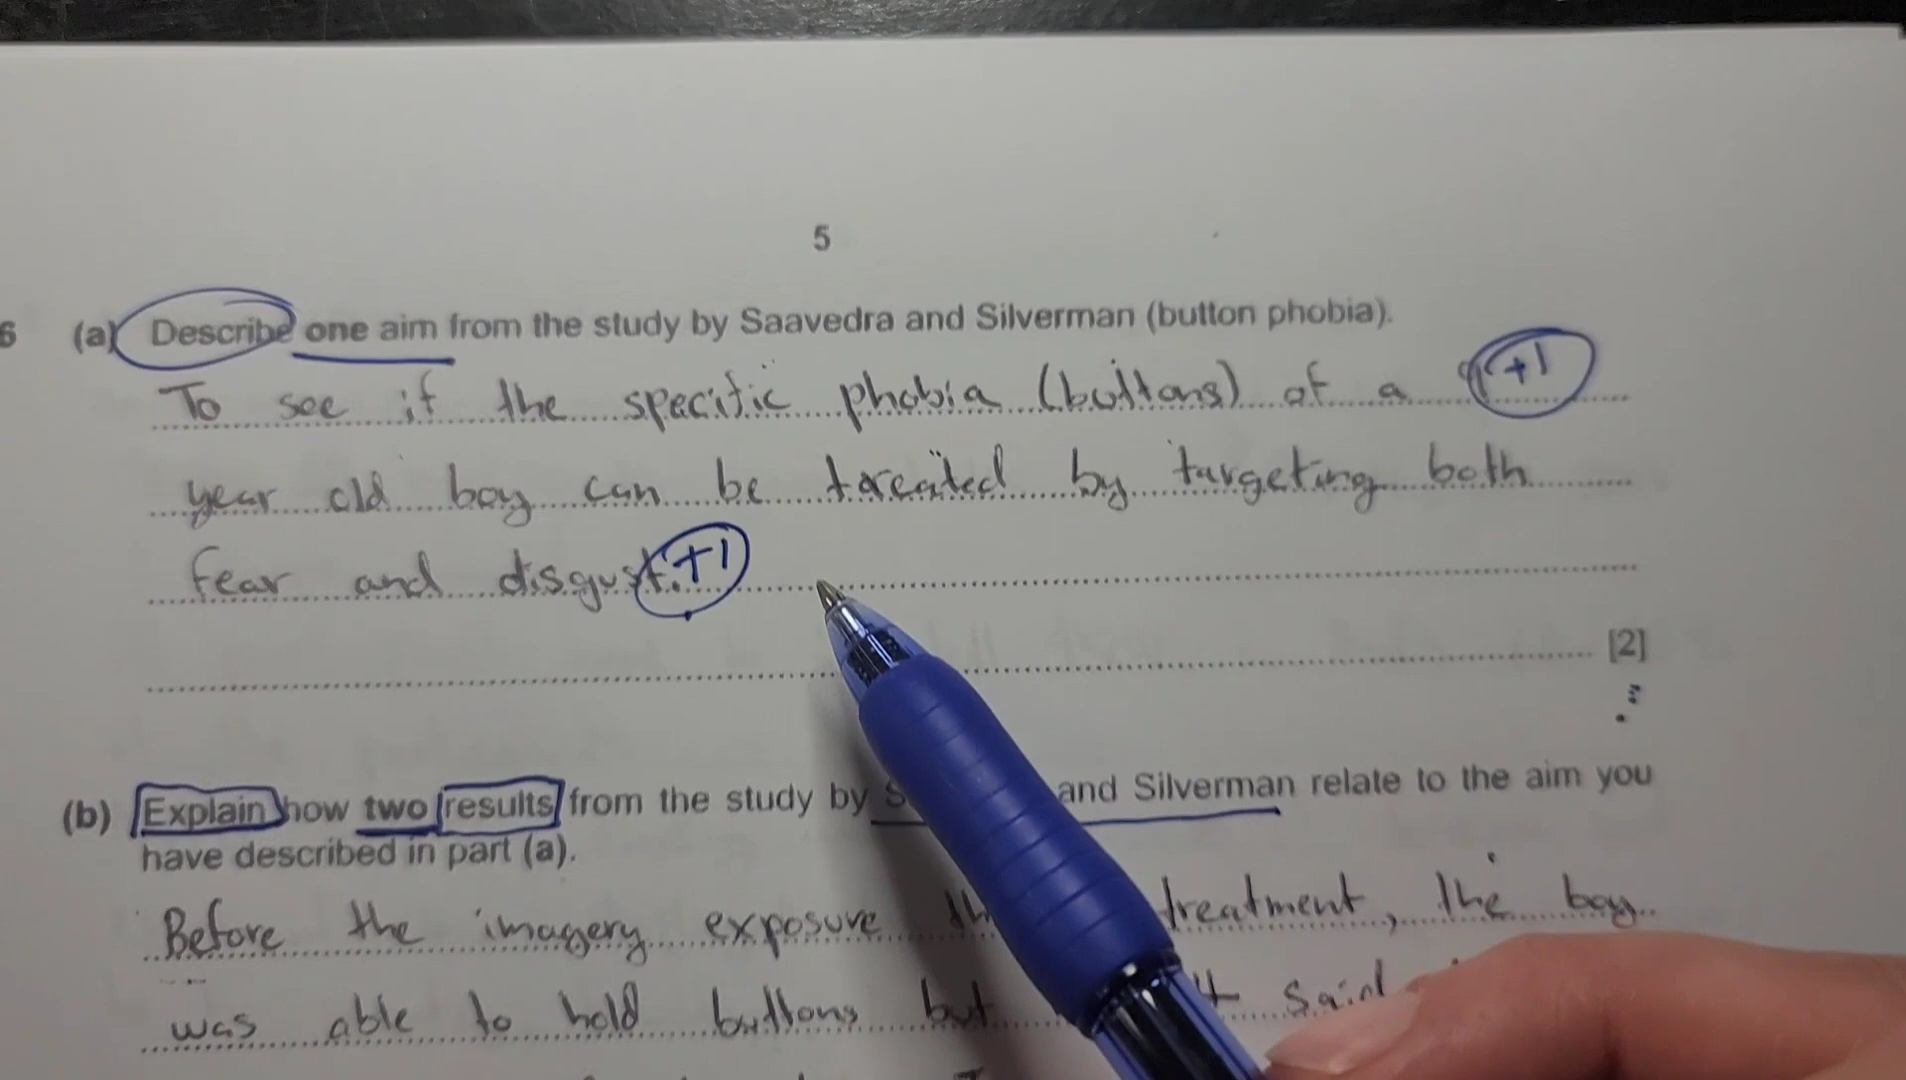 5
6 (a) Describe one aim from the study by Saavedra and Silverman (button phobia).
To see if the specific phobia (buttons) of a +1
year old boy can be toreated by targeting both
fear and disgust. +1
[2]
(b) Explain how two results from the study by and Silverman relate to the aim you
have described in part (a).
Before the imagery exposure treatment, the boy
was able to hold buttons but said